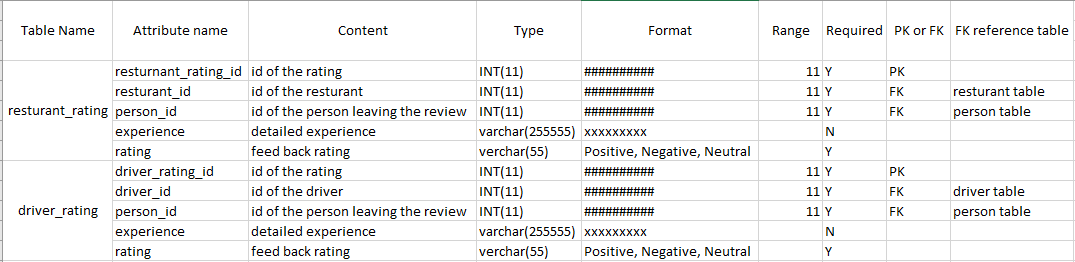 Table Name Attribute name Content Type Format Range Required PK or FK FK reference table
resturnant_rating_id id of the rating INT(11) ########## 11 Y PK
resturant_id id of the resturant INT(11) ########## 11 Y FK resturant table
resturant_rating person_id id of the person leaving the review INT(11) ########## 11 Y FK person table
experience detailed experience varchar(255555) xxxxxxxxx N
rating feed back rating verchar(55) Positive, Negative, Neutral Y
driver_rating_id id of the rating INT(11) ########## 11 Y PK
driver_id id of the driver INT(11) ########## 11 Y FK driver table
driver_rating person_id id of the person leaving the review INT(11) ########## 11 Y FK person table
experience detailed experience varchar(255555) xxxxxxxxx N
rating feed back rating verchar(55) Positive, Negative, Neutral Y